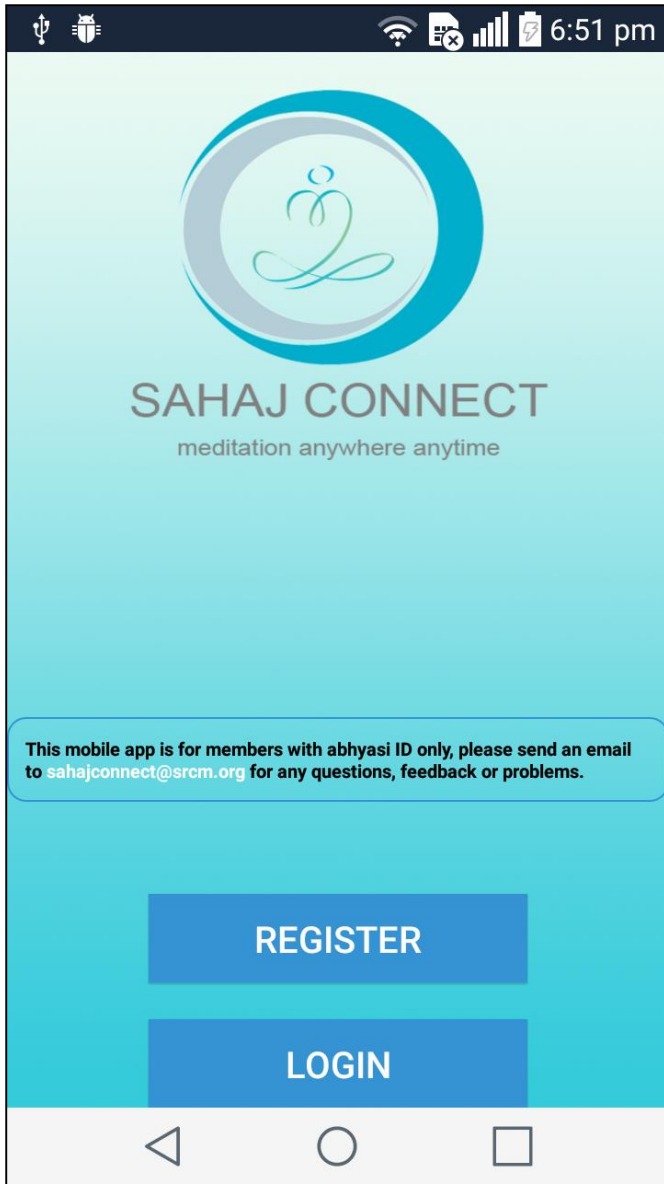 6:51 pm
SAHAJ CONNECT
meditation anywhere anytime
This mobile app is for members with abhyasi ID only, please send an email
to sahajconnect@srcm.org for any questions, feedback or problems.
REGISTER
LOGIN